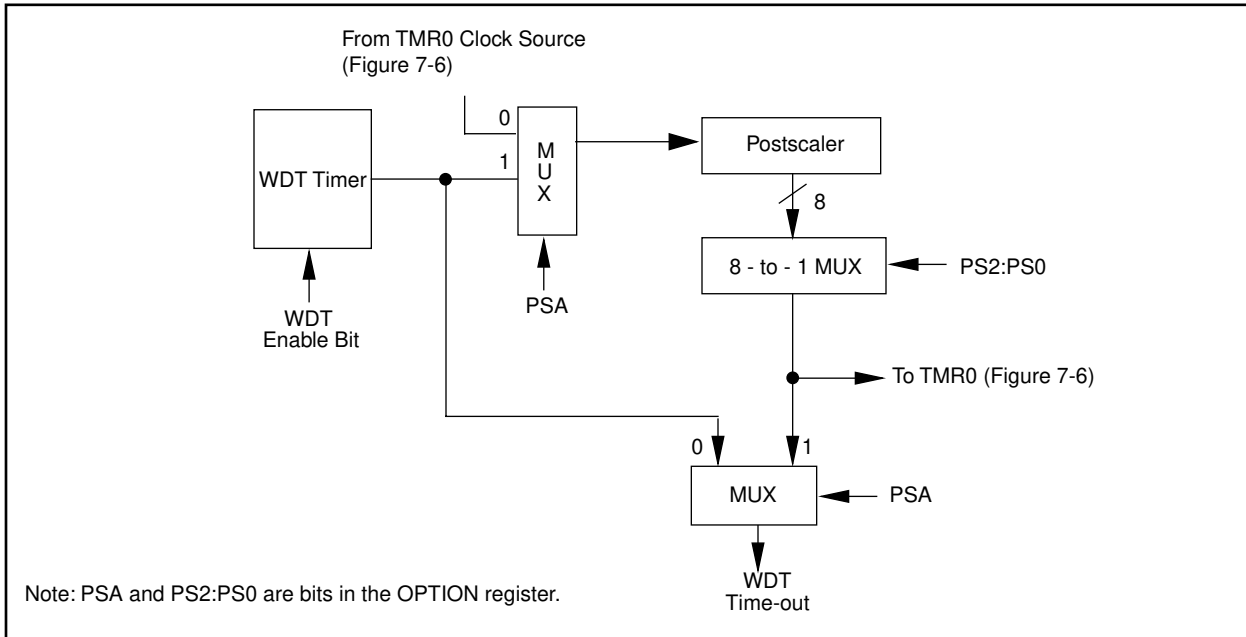 From TMR0 Clock Source
(Figure 7-6)
0
1
M
U
X
WDT Timer
Postscaler
8
8 - to - 1 MUX
PS2:PS0
PSA
WDT
Enable Bit
To TMR0 (Figure 7-6)
0
1
MUX
PSA
WDT
Time-out
Note: PSA and PS2:PS0 are bits in the OPTION register.